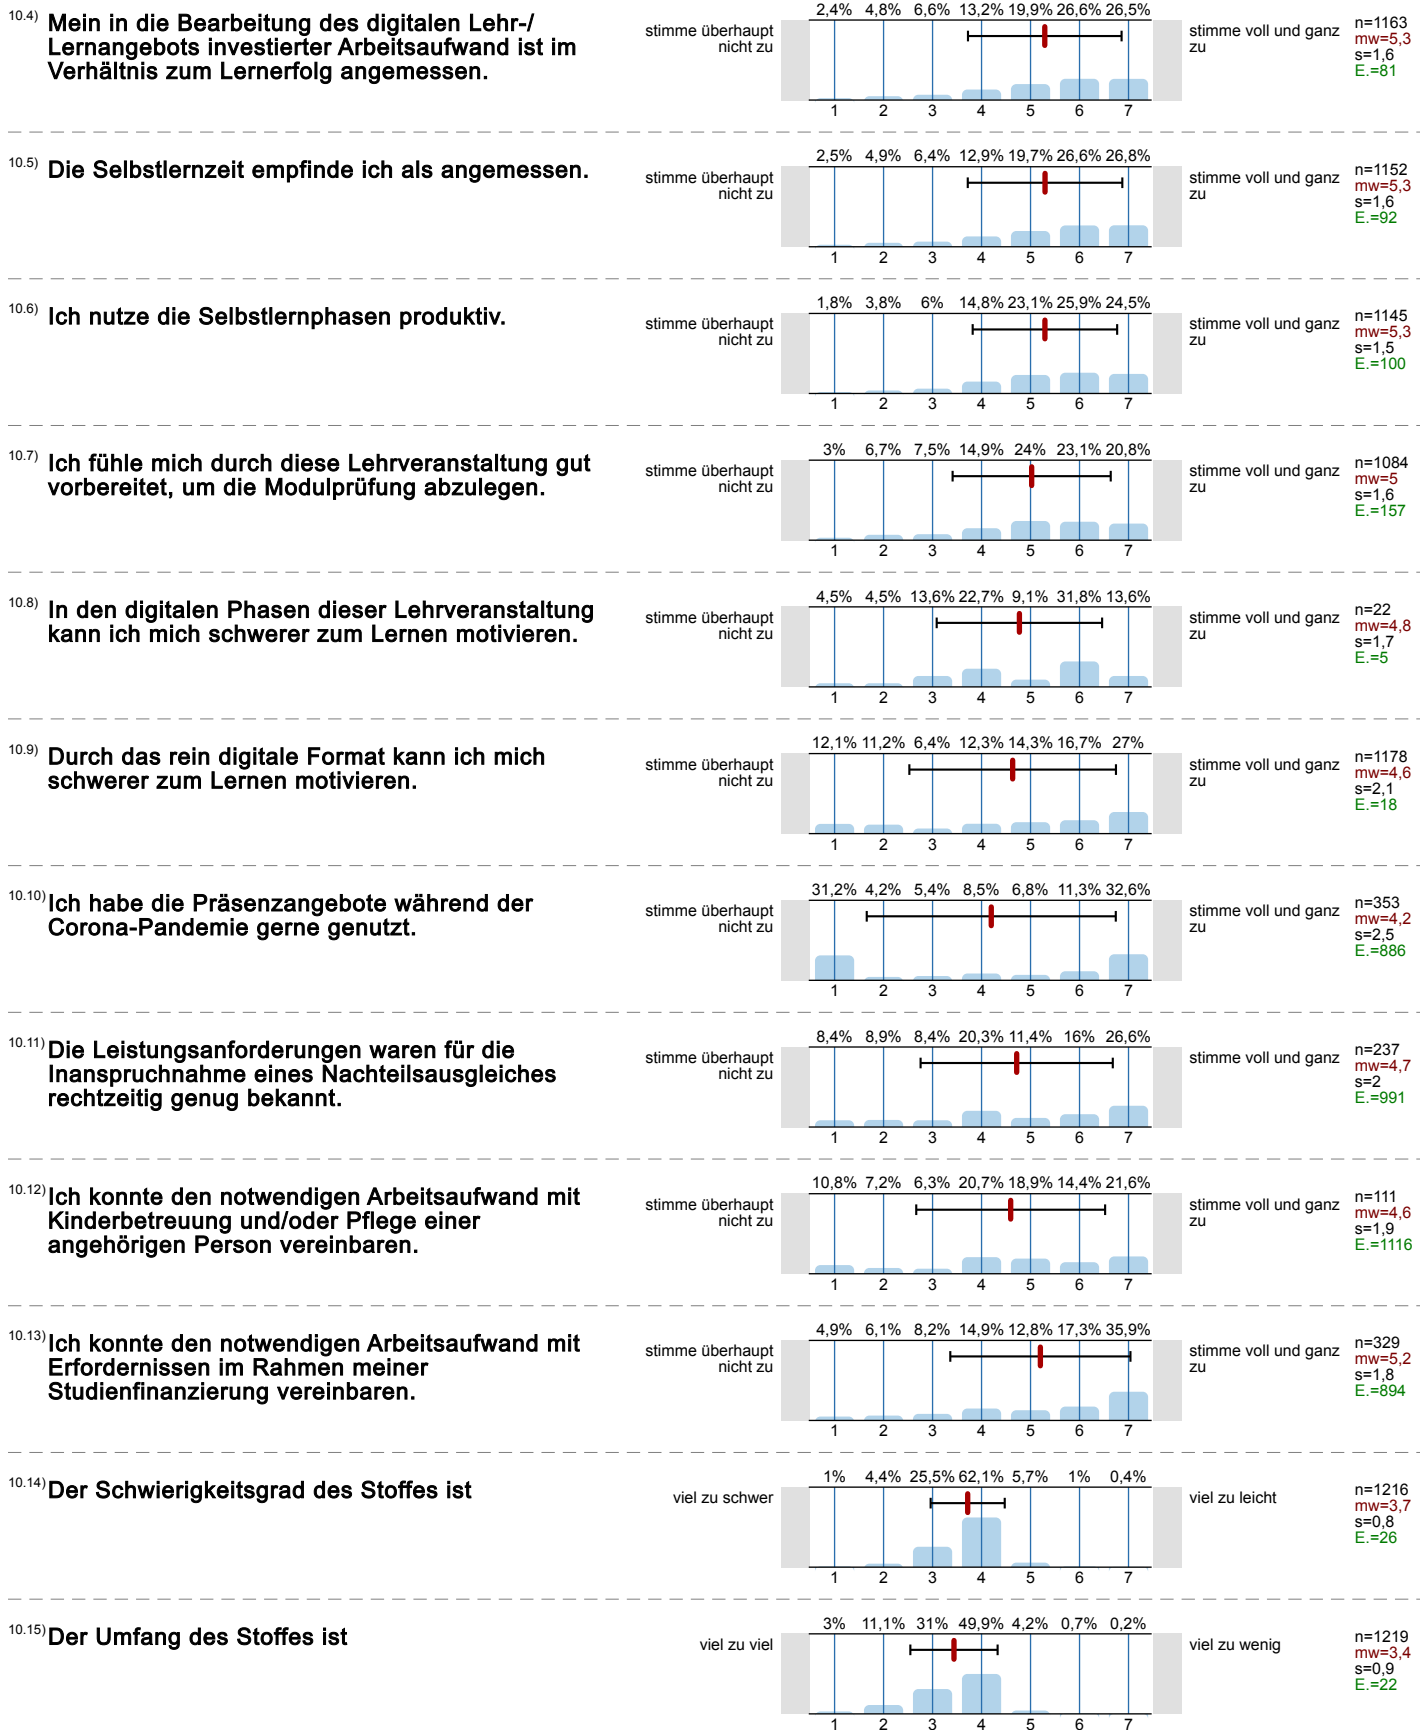 10.4) Mein in die Bearbeitung des digitalen Lehr-/
Lernangebots investierter Arbeitsaufwand ist im
Verhältnis zum Lernerfolg angemessen.
stimme überhaupt
nicht zu
2,4% 4,8% 6,6% 13,2% 19,9% 26,6% 26,5%
1 2 3 4 5 6 7
stimme voll und ganz
zu
n=1163
mw=5,3
s=1,6
E.=81
10.5) Die Selbstlernzeit empfinde ich als angemessen.
stimme überhaupt
nicht zu
2,5% 4,9% 6,4% 12,9% 19,7% 26,6% 26,8%
1 2 3 4 5 6 7
stimme voll und ganz
zu
n=1152
mw=5,3
s=1,6
E.=92
10.6) Ich nutze die Selbstlernphasen produktiv.
stimme überhaupt
nicht zu
1,8% 3,8% 6% 14,8% 23,1% 25,9% 24,5%
1 2 3 4 5 6 7
stimme voll und ganz
zu
n=1145
mw=5,3
s=1,5
E.=100
10.7) Ich fühle mich durch diese Lehrveranstaltung gut
vorbereitet, um die Modulprüfung abzulegen.
stimme überhaupt
nicht zu
3% 6,7% 7,5% 14,9% 24% 23,1% 20,8%
1 2 3 4 5 6 7
stimme voll und ganz
zu
n=1084
mw=5
s=1,6
E.=157
10.8) In den digitalen Phasen dieser Lehrveranstaltung
kann ich mich schwerer zum Lernen motivieren.
stimme überhaupt
nicht zu
4,5% 4,5% 13,6% 22,7% 9,1% 31,8% 13,6%
1 2 3 4 5 6 7
stimme voll und ganz
zu
n=22
mw=4,8
s=1,7
E.=5
10.9) Durch das rein digitale Format kann ich mich
schwerer zum Lernen motivieren.
stimme überhaupt
nicht zu
12,1% 11,2% 6,4% 12,3% 14,3% 16,7% 27%
1 2 3 4 5 6 7
stimme voll und ganz
zu
n=1178
mw=4,6
s=2,1
E.=18
10.10) Ich habe die Präsenzangebote während der
Corona-Pandemie gerne genutzt.
stimme überhaupt
nicht zu
31,2% 4,2% 5,4% 8,5% 6,8% 11,3% 32,6%
1 2 3 4 5 6 7
stimme voll und ganz
zu
n=353
mw=4,2
s=2,5
E.=886
10.11) Die Leistungsanforderungen waren für die
Inanspruchnahme eines Nachteilsausgleiches
rechtzeitig genug bekannt.
stimme überhaupt
nicht zu
8,4% 8,9% 8,4% 20,3% 11,4% 16% 26,6%
1 2 3 4 5 6 7
stimme voll und ganz
n=237
mw=4,7
s=2
E.=991
10.12) Ich konnte den notwendigen Arbeitsaufwand mit
Kinderbetreuung und/oder Pflege einer
angehörigen Person vereinbaren.
stimme überhaupt
nicht zu
10,8% 7,2% 6,3% 20,7% 18,9% 14,4% 21,6%
1 2 3 4 5 6 7
stimme voll und ganz
zu
n=111
mw=4,6
s=1,9
E.=1116
10.13) Ich konnte den notwendigen Arbeitsaufwand mit
Erfordernissen im Rahmen meiner
Studienfinanzierung vereinbaren.
stimme überhaupt
nicht zu
4,9% 6,1% 8,2% 14,9% 12,8% 17,3% 35,9%
1 2 3 4 5 6 7
stimme voll und ganz
zu
n=329
mw=5,2
s=1,8
E.=894
10.14) Der Schwierigkeitsgrad des Stoffes ist
viel zu schwer
1% 4,4% 25,5% 62,1% 5,7% 1% 0,4%
1 2 3 4 5 6 7
viel zu leicht
n=1216
mw=3,7
s=0,8
E.=26
10.15) Der Umfang des Stoffes ist
viel zu viel
3% 11,1% 31% 49,9% 4,2% 0,7% 0,2%
1 2 3 4 5 6 7
viel zu wenig
n=1219
mw=3,4
s=0,9
E.=22